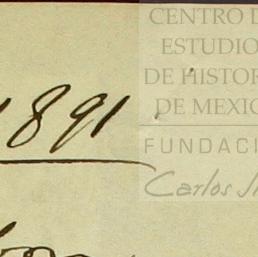 CENTRO D
ESTUDIO
DE HISTOR
DE MEXIC
1891
FUNDACI
Carlos